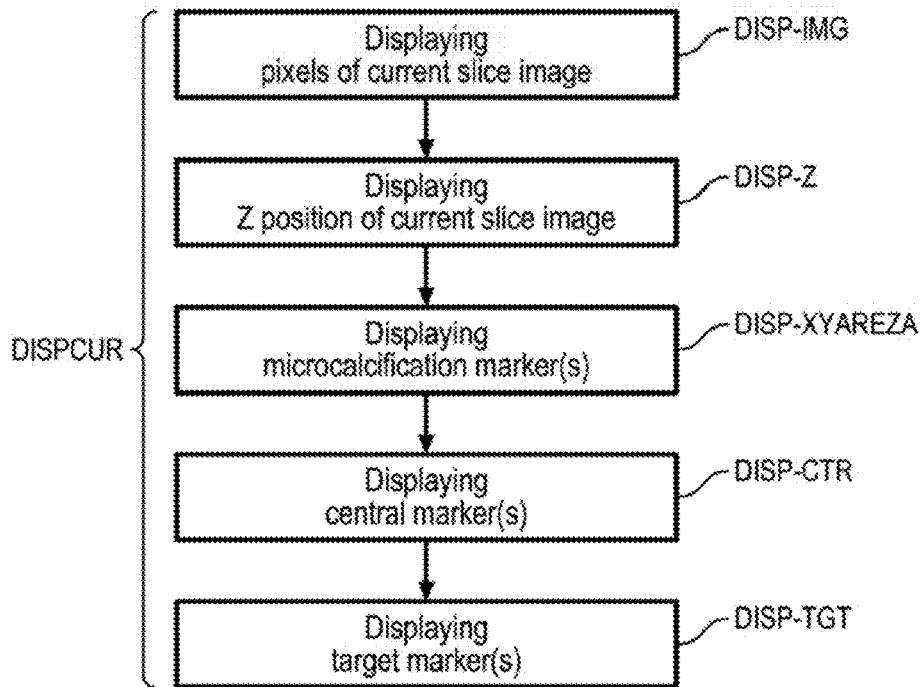 Displaying
pixels of current slice image
DISP-IMG
Displaying
Z position of current slice image
DISP-Z
DISPCUR
Displaying
microcalcification marker(s)
DISP-XYAREZA
Displaying
central marker(s)
DISP-CTR
Displaying
target marker(s)
DISP-TGT